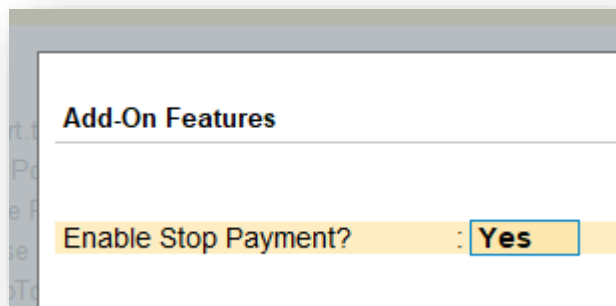 Add-On Features
Enable Stop Payment? : Yes